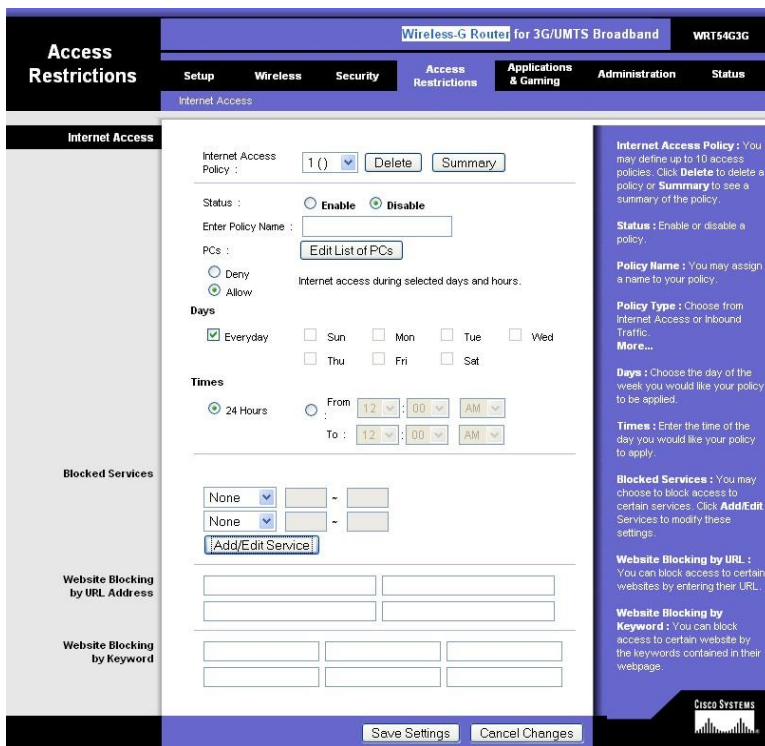 Access
Restrictions
Wireless-G Router for 3G/UMTS Broadband
WRT54G3G
Setup
Wireless
Security
Access
Restrictions
Applications
& Gaming
Administration
Status
Internet Access
Internet Access
Internet Access
Policy :
1 ()
Delete
Summary
Status :
Enable
Disable
Enter Policy Name :
PCs :
Edit List of PCs
Deny
Allow
Internet access during selected days and hours.
Days
Everyday
Sun
Mon
Tue
Wed
Thu
Fri
Sat
Times
24 Hours
From
:
12 : 00 AM
To : 12 : 00 AM
Blocked Services
None ~
None ~
Add/Edit Service
Website Blocking
by URL Address
Website Blocking
by Keyword
Save Settings
Cancel Changes
Internet Access Policy : You
may define up to 10 access
policies. Click Delete to delete a
policy or Summary to see a
summary of the policy.
Status : Enable or disable a
policy.
Policy Name : You may assign
a name to your policy.
Policy Type : Choose from
Internet Access or Inbound
Traffic.
More...
Days : Choose the day of the
week you would like your policy
to be applied.
Times : Enter the time of the
day you would like your policy
to apply.
Blocked Services : You may
choose to block access to
certain services. Click Add/Edit
Services to modify these
settings.
Website Blocking by URL :
You can block access to certain
websites by entering their URL.
Website Blocking by
Keyword : You can block
access to certain website by
the keywords contained in their
webpage.
CISCO SYSTEMS